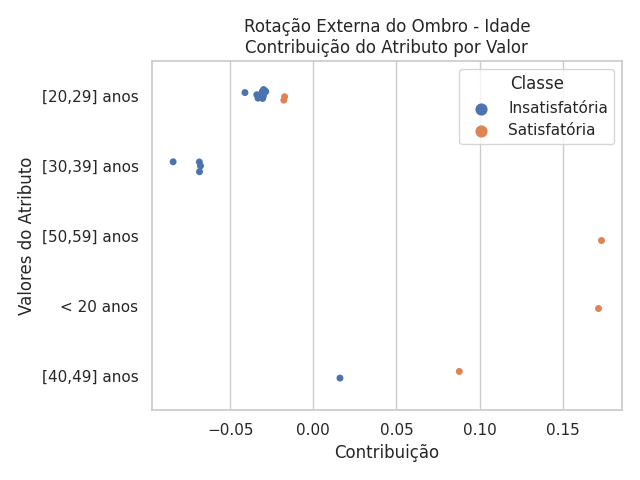 Rotação Externa do Ombro - Idade
Contribuição do Atributo por Valor
Classe
Insatisfatória
Satisfatória
Valores do Atributo
[20,29] anos
[30,39] anos
[50,59] anos
< 20 anos
[40,49] anos
−0.05 0.00 0.05 0.10 0.15
Contribuição